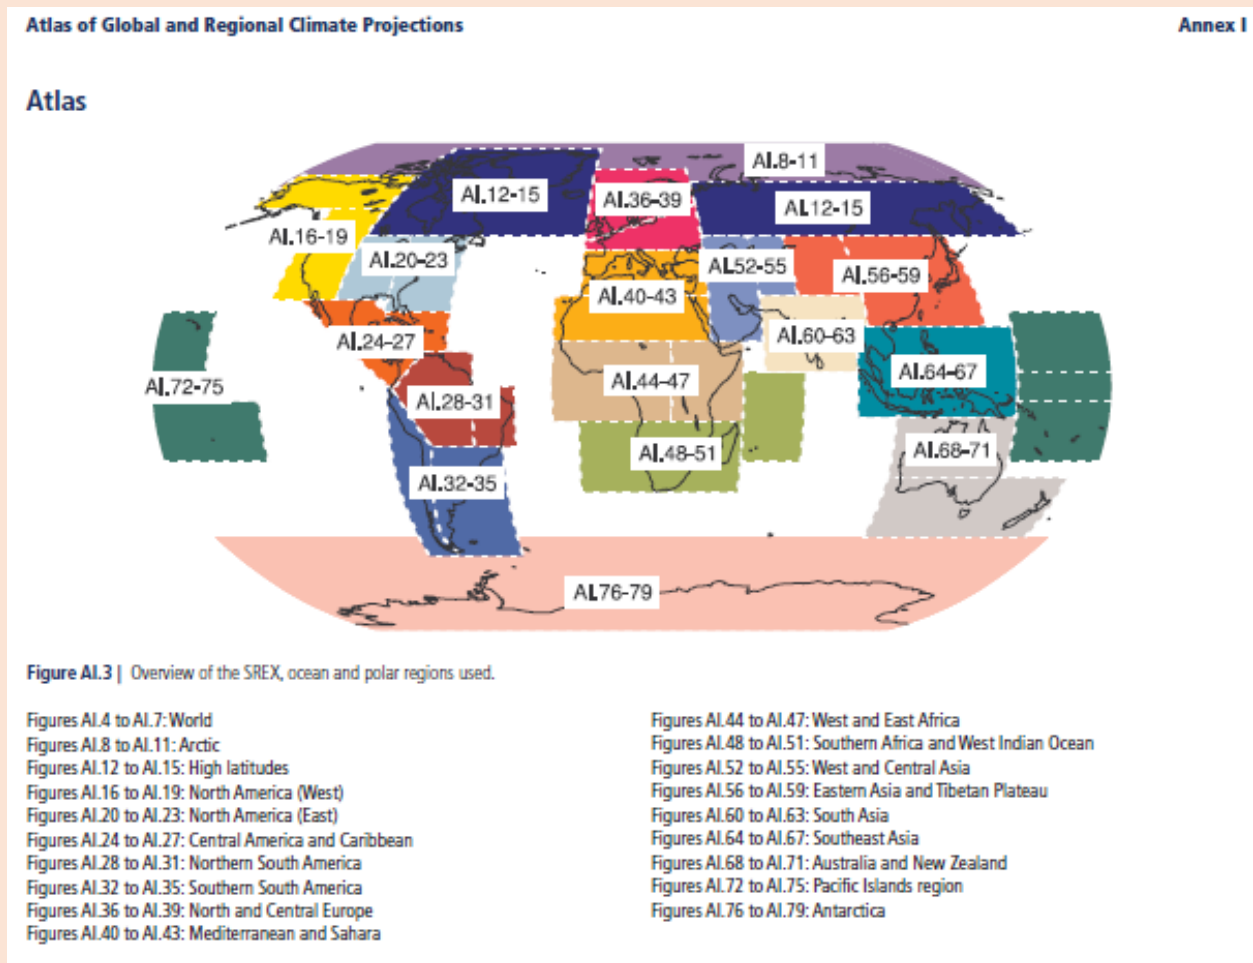 Atlas of Global and Regional Climate Projections
Annex I
Atlas
AI.8-11
AI.12-15
AI.36-39
AI.12-15
AI.16-19
AI.20-23
AI.52-55
AI.56-59
AI.40-43
AI.24-27
AI.60-63
AI.72-75
AI.44-47
AI.64-67
AI.28-31
AI.48-51
AI.68-71
AI.32-35
AI.76-79
Figure AI.3 | Overview of the SREX, ocean and polar regions used.
Figures AI.4 to AI.7: World
Figures AI.8 to AI.11: Arctic
Figures AI.12 to AI.15: High latitudes
Figures AI.16 to AI.19: North America (West)
Figures AI.20 to AI.23: North America (East)
Figures AI.24 to AI.27: Central America and Caribbean
Figures AI.28 to AI.31: Northern South America
Figures AI.32 to AI.35: Southern South America
Figures AI.36 to AI.39: North and Central Europe
Figures AI.40 to AI.43: Mediterranean and Sahara
Figures AI.44 to AI.47: West and East Africa
Figures AI.48 to AI.51: Southern Africa and West Indian Ocean
Figures AI.52 to AI.55: West and Central Asia
Figures AI.56 to AI.59: Eastern Asia and Tibetan Plateau
Figures AI.60 to AI.63: South Asia
Figures AI.64 to AI.67: Southeast Asia
Figures AI.68 to AI.71: Australia and New Zealand
Figures AI.72 to AI.75: Pacific Islands region
Figures AI.76 to AI.79: Antarctica